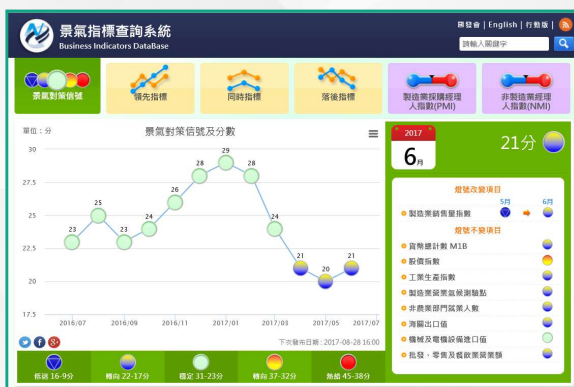 景氣指標查詢系統
Business Indicators DataBase
國發會 | English | 行動版 |
請輸入關鍵字
景氣對策信號
領先指標
同時指標
落後指標
製造業採購經理
人指數(PMI)
非製造業經理
人指數(NMI)
單位:分
景氣對策信號及分數
30
27.5
25
22.5
20
17.5
23
25
23
24
26
28
29
28
24
21
20
21
2016/07
2016/09
2016/11
2017/01
2017/03
2017/05
2017/07
下次發布日期:2017-08-28 16:00
低迷 16-9分
轉向 22-17分
穩定 31-23分
轉向 37-32分
熱絡 45-38分
2017
6月
21分
燈號改變項目
5月
6月
製造業銷售量指數
燈號不變項目
貨幣總計數 M1B
股價指數
工業生產指數
製造業營業氣候測驗點
非農業部門就業人數
海關出口值
機械及電機設備進口值
批發、零售及餐飲業營業額